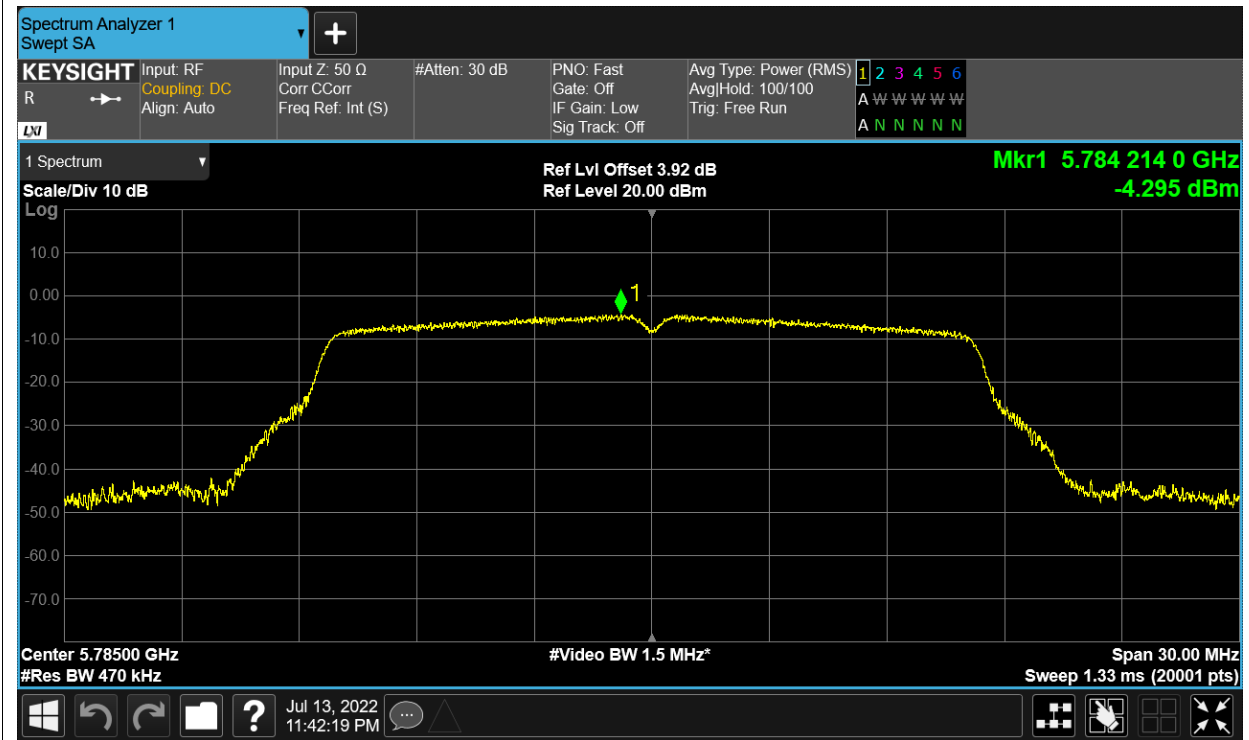 Spectrum Analyzer 1
Swept SA
KEYSIGHT
R
LXI
Input: RF
Coupling: DC
Align: Auto
Input Z: 50 Ω
Corr CCorr
Freq Ref: Int (S)
#Atten: 30 dB
PNO: Fast
Gate: Off
IF Gain: Low
Sig Track: Off
Avg Type: Power (RMS)
Avg|Hold: 100/100
Trig: Free Run
1 2 3 4 5 6
A W W W W W
A N N N N N
1 Spectrum
Scale/Div 10 dB
Ref Lvl Offset 3.92 dB
Ref Level 20.00 dBm
Mkr1 5.784 214 0 GHz
-4.295 dBm
Log
10.0
0.00
1
-10.0
-20.0
-30.0
-40.0
-50.0
-60.0
-70.0
Center 5.78500 GHz
#Video BW 1.5 MHz*
Span 30.00 MHz
#Res BW 470 kHz
Sweep 1.33 ms (20001 pts)
?
Jul 13, 2022
11:42:19 PM